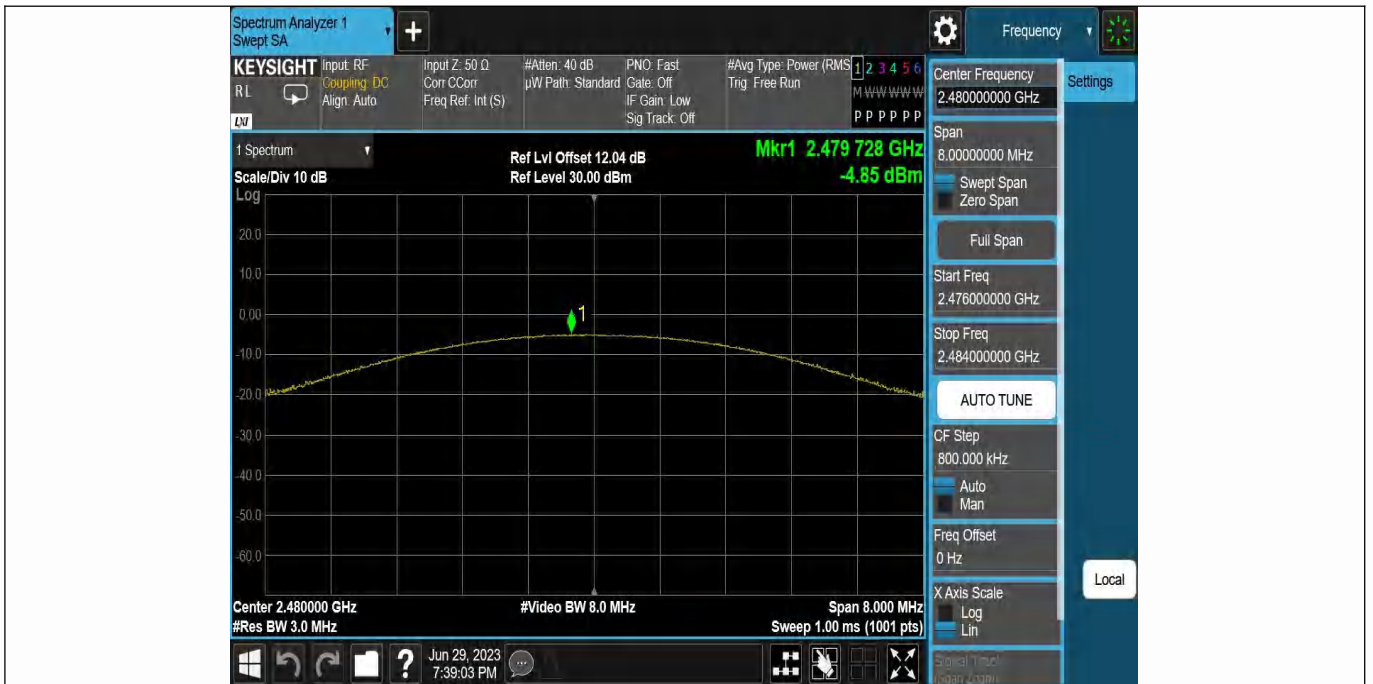 Spectrum Analyzer 1
Swept SA
+
Frequency
KEYSIGHT
RL
LXI
Input: RF
Coupling: DC
Align: Auto
Input Z: 50 Ω
Corr CCorr
Freq Ref: Int (S)
#Atten: 40 dB
µW Path: Standard
PNO: Fast
Gate: Off
IF Gain: Low
Sig Track: Off
#Avg Type: Power (RMS
Trig: Free Run
1 2 3 4 5 6
M W W W W W
P P P P P P
1 Spectrum
Scale/Div 10 dB
Ref Lvl Offset 12.04 dB
Ref Level 30.00 dBm
Mkr1 2.479 728 GHz
-4.85 dBm
Log
20.0
10.0
0.00
-10.0
-20.0
-30.0
-40.0
-50.0
-60.0
1
Center 2.480000 GHz
#Res BW 3.0 MHz
#Video BW 8.0 MHz
Span 8.000 MHz
Sweep 1.00 ms (1001 pts)
Center Frequency
2.480000000 GHz
Settings
Span
8.00000000 MHz
Swept Span
Zero Span
Full Span
Start Freq
2.476000000 GHz
Stop Freq
2.484000000 GHz
AUTO TUNE
CF Step
800.000 kHz
Auto
Man
Freq Offset
0 Hz
X Axis Scale
Log
Lin
Signal Track
(Span Zoom)
Local
?
Jun 29, 2023
7:39:03 PM